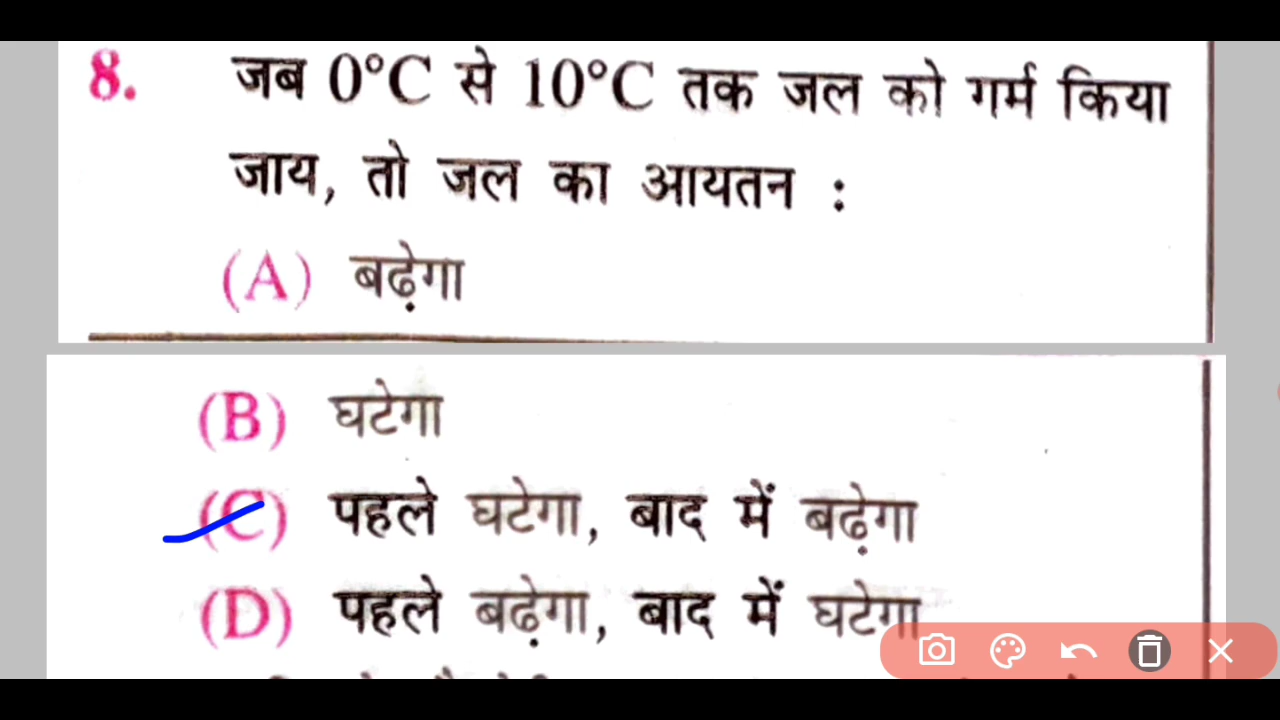 8. जब 0°C से 10°C तक जल को गर्म किया
जाय, तो जल का आयतन :
(A) बढ़ेगा
(B) घटेगा
(C) पहले घटेगा, बाद में बढ़ेगा
(D) पहले बढ़ेगा, बाद में घटेगा